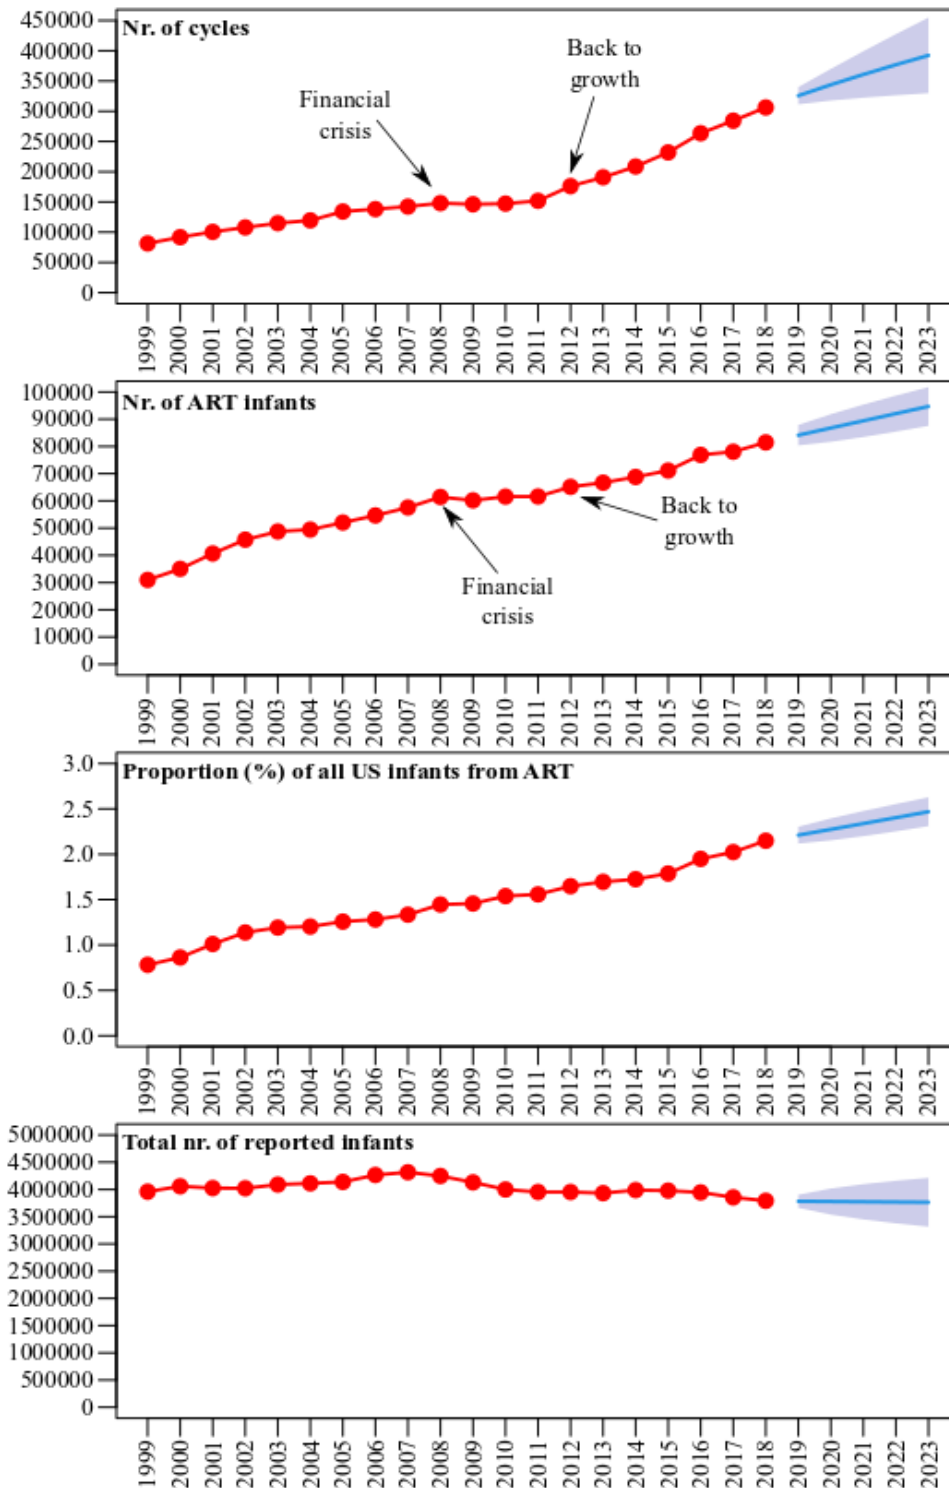 Nr. of cycles
450000
400000
350000
300000
250000
200000
150000
100000
50000
0
Back to
growth
Financial
crisis
1999 2000 2001 2002 2003 2004 2005 2006 2007 2008 2009 2010 2011 2012 2013 2014 2015 2016 2017 2018 2019 2020 2021 2022 2023
Nr. of ART infants
100000
90000
80000
70000
60000
50000
40000
30000
20000
10000
0
Back to
growth
Financial
crisis
1999 2000 2001 2002 2003 2004 2005 2006 2007 2008 2009 2010 2011 2012 2013 2014 2015 2016 2017 2018 2019 2020 2021 2022 2023
Proportion (%) of all US infants from ART
3.0
2.5
2.0
1.5
1.0
0.5
0.0
1999 2000 2001 2002 2003 2004 2005 2006 2007 2008 2009 2010 2011 2012 2013 2014 2015 2016 2017 2018 2019 2020 2021 2022 2023
Total nr. of reported infants
5000000
4500000
4000000
3500000
3000000
2500000
2000000
1500000
1000000
500000
0
1999 2000 2001 2002 2003 2004 2005 2006 2007 2008 2009 2010 2011 2012 2013 2014 2015 2016 2017 2018 2019 2020 2021 2022 2023